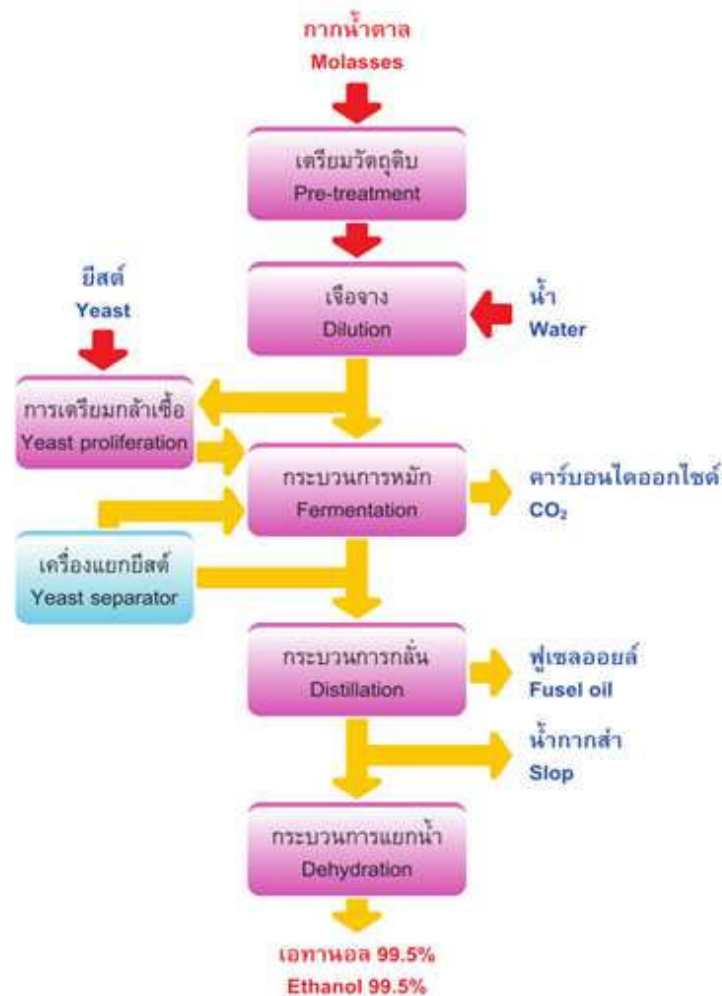 กากน้ำตาล
Molasses
เตรียมวัตถุดิบ
Pre-treatment
ยีสต์
Yeast
เจือจาง
Dilution
น้ำ
Water
การเตรียมกล้าเชื้อ
Yeast proliferation
กระบวนการหมัก
Fermentation
คาร์บอนไดออกไซด์
CO₂
เครื่องแยกยีสต์
Yeast separator
กระบวนการกลั่น
Distillation
ฟูเซลออยล์
Fusel oil
น้ำกากส่า
Slop
กระบวนการแยกน้ำ
Dehydration
เอทานอล 99.5%
Ethanol 99.5%